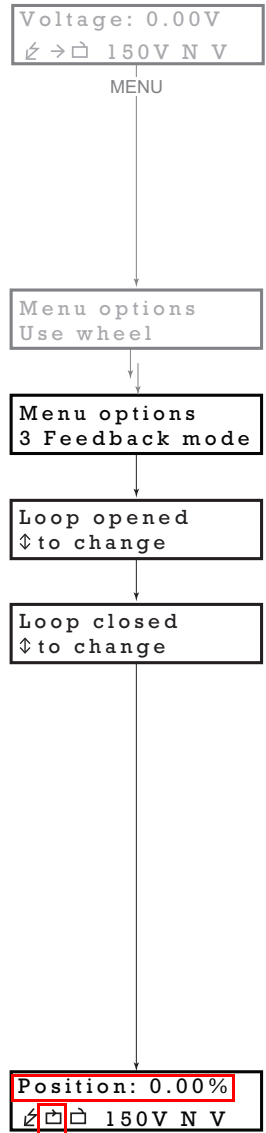 Voltage: 0.00V
→ 150V N V
MENU
Menu options
Use wheel
Menu options
3 Feedback mode
Loop opened
⇕ to change
Loop closed
⇕ to change
Position: 0.00%
150V N V